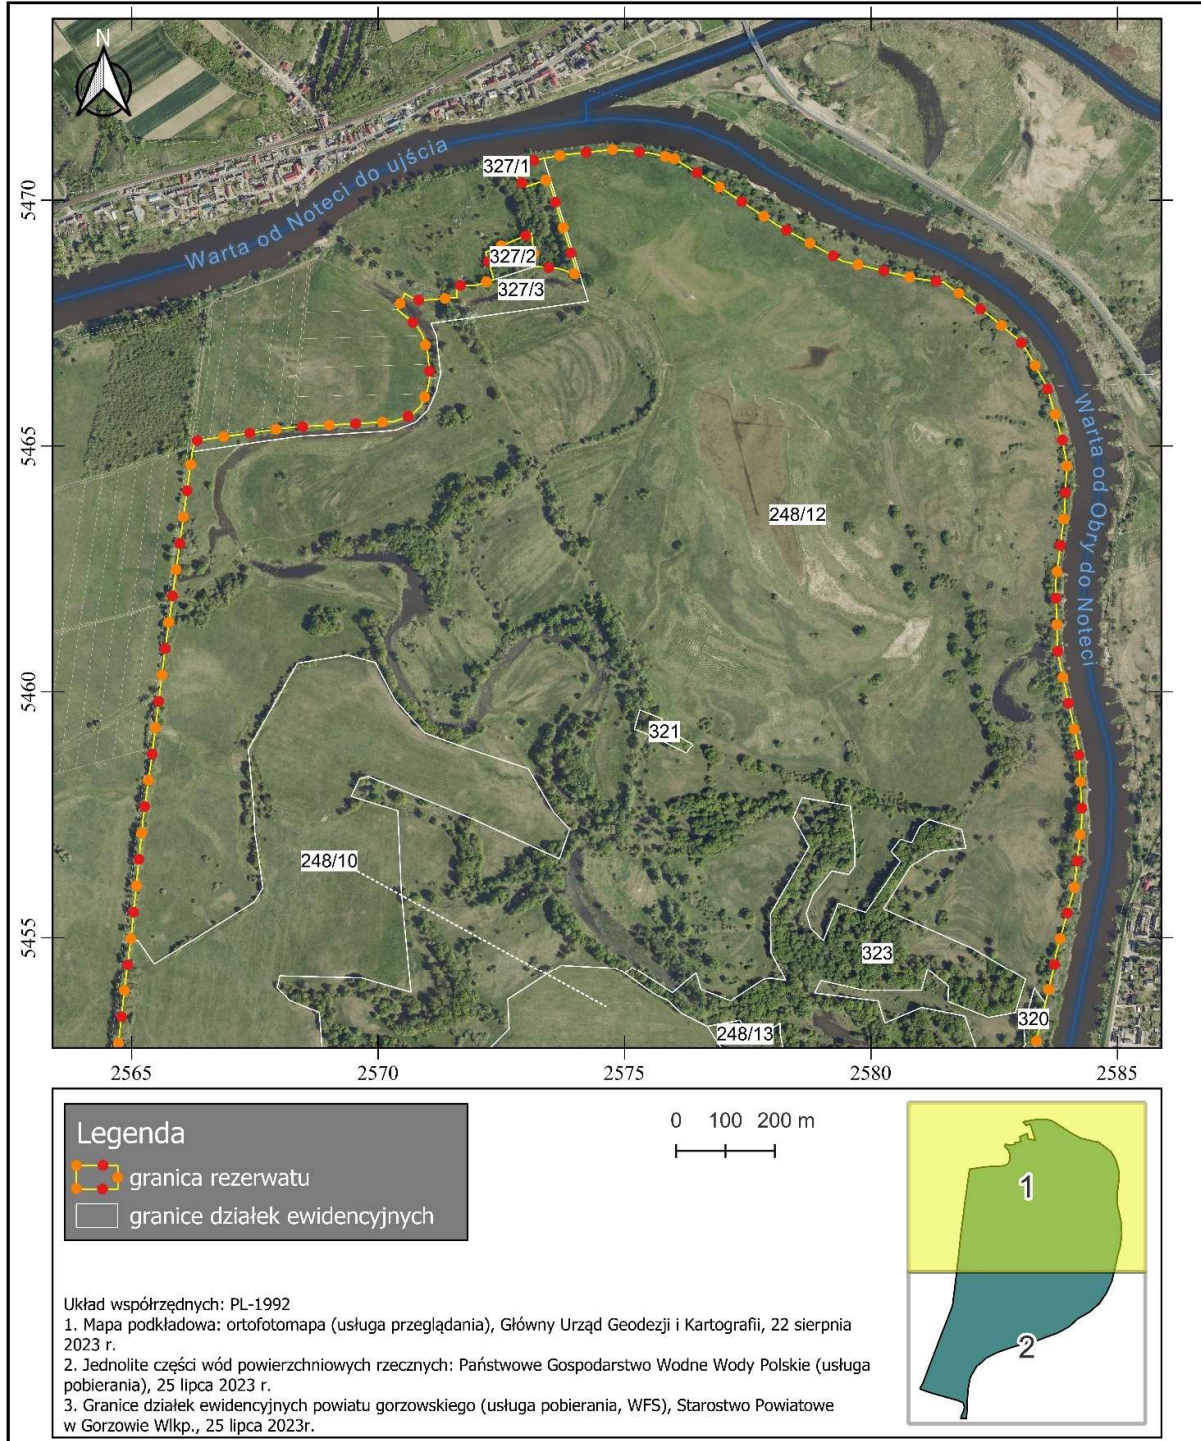 N
Warta od Noteci do ujścia
327/1
327/2
327/3
Warta od Obry do Noteci
248/12
321
248/10
323
320
248/13
5470
5465
5460
5455
2565
2570
2575
2580
2585
Legenda
granica rezerwatu
granice działek ewidencyjnych
0 100 200 m
1
2
Układ współrzędnych: PL-1992
1. Mapa podkładowa: ortofotomapa (usługa przeglądania), Główny Urząd Geodezji i Kartografii, 22 sierpnia
2023 r.
2. Jednolite części wód powierzchniowych rzecznych: Państwowe Gospodarstwo Wodne Wody Polskie (usługa
pobierania), 25 lipca 2023 r.
3. Granice działek ewidencyjnych powiatu gorzowskiego (usługa pobierania, WFS), Starostwo Powiatowe
w Gorzowie Wlkp., 25 lipca 2023r.